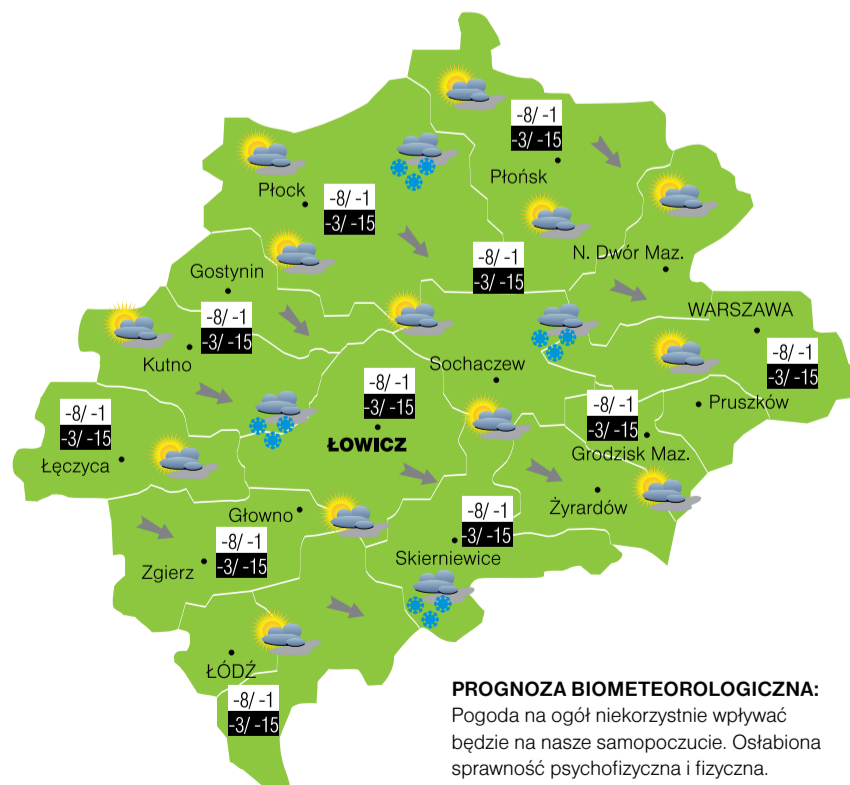 -8/ -1
-3/ -15
Płońsk
Płock
-8/ -1
-3/ -15
N. Dwór Maz.
-8/ -1
-3/ -15
Gostynin
WARSZAWA
-8/ -1
-3/ -15
Kutno
Sochaczew
-8/ -1
-3/ -15
-8/ -1
-3/ -15
ŁOWICZ
-8/ -1
-3/ -15
Pruszków
Grodzisk Maz.
-8/ -1
-3/ -15
Łęczyca
Żyrardów
Głowno
-8/ -1
-3/ -15
Skierniewice
-8/ -1
-3/ -15
Zgierz
ŁÓDŹ
-8/ -1
-3/ -15
PROGNOZA BIOMETEOROLOGICZNA:
Pogoda na ogół niekorzystnie wpływać
będzie na nasze samopoczucie. Osłabiona
sprawność psychofizyczna i fizyczna.